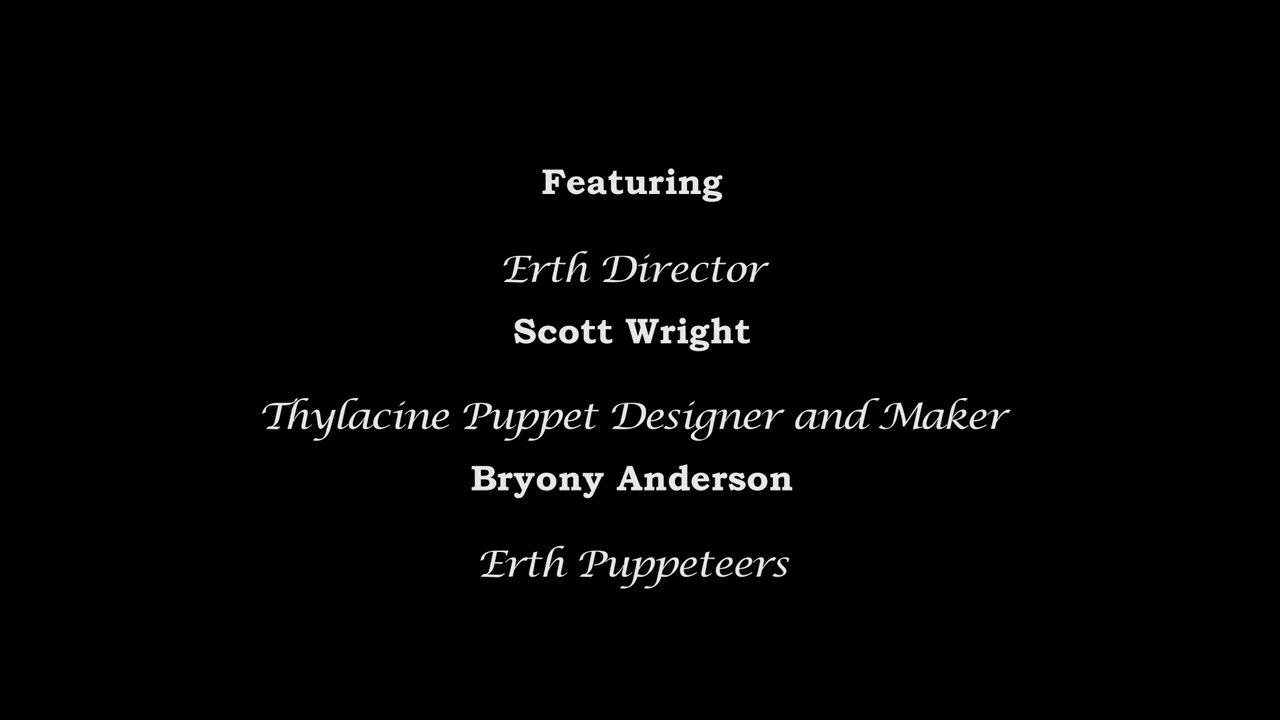 Featuring
Erth Director
Scott Wright
Thylacine Puppet Designer and Maker
Bryony Anderson
Erth Puppeteers